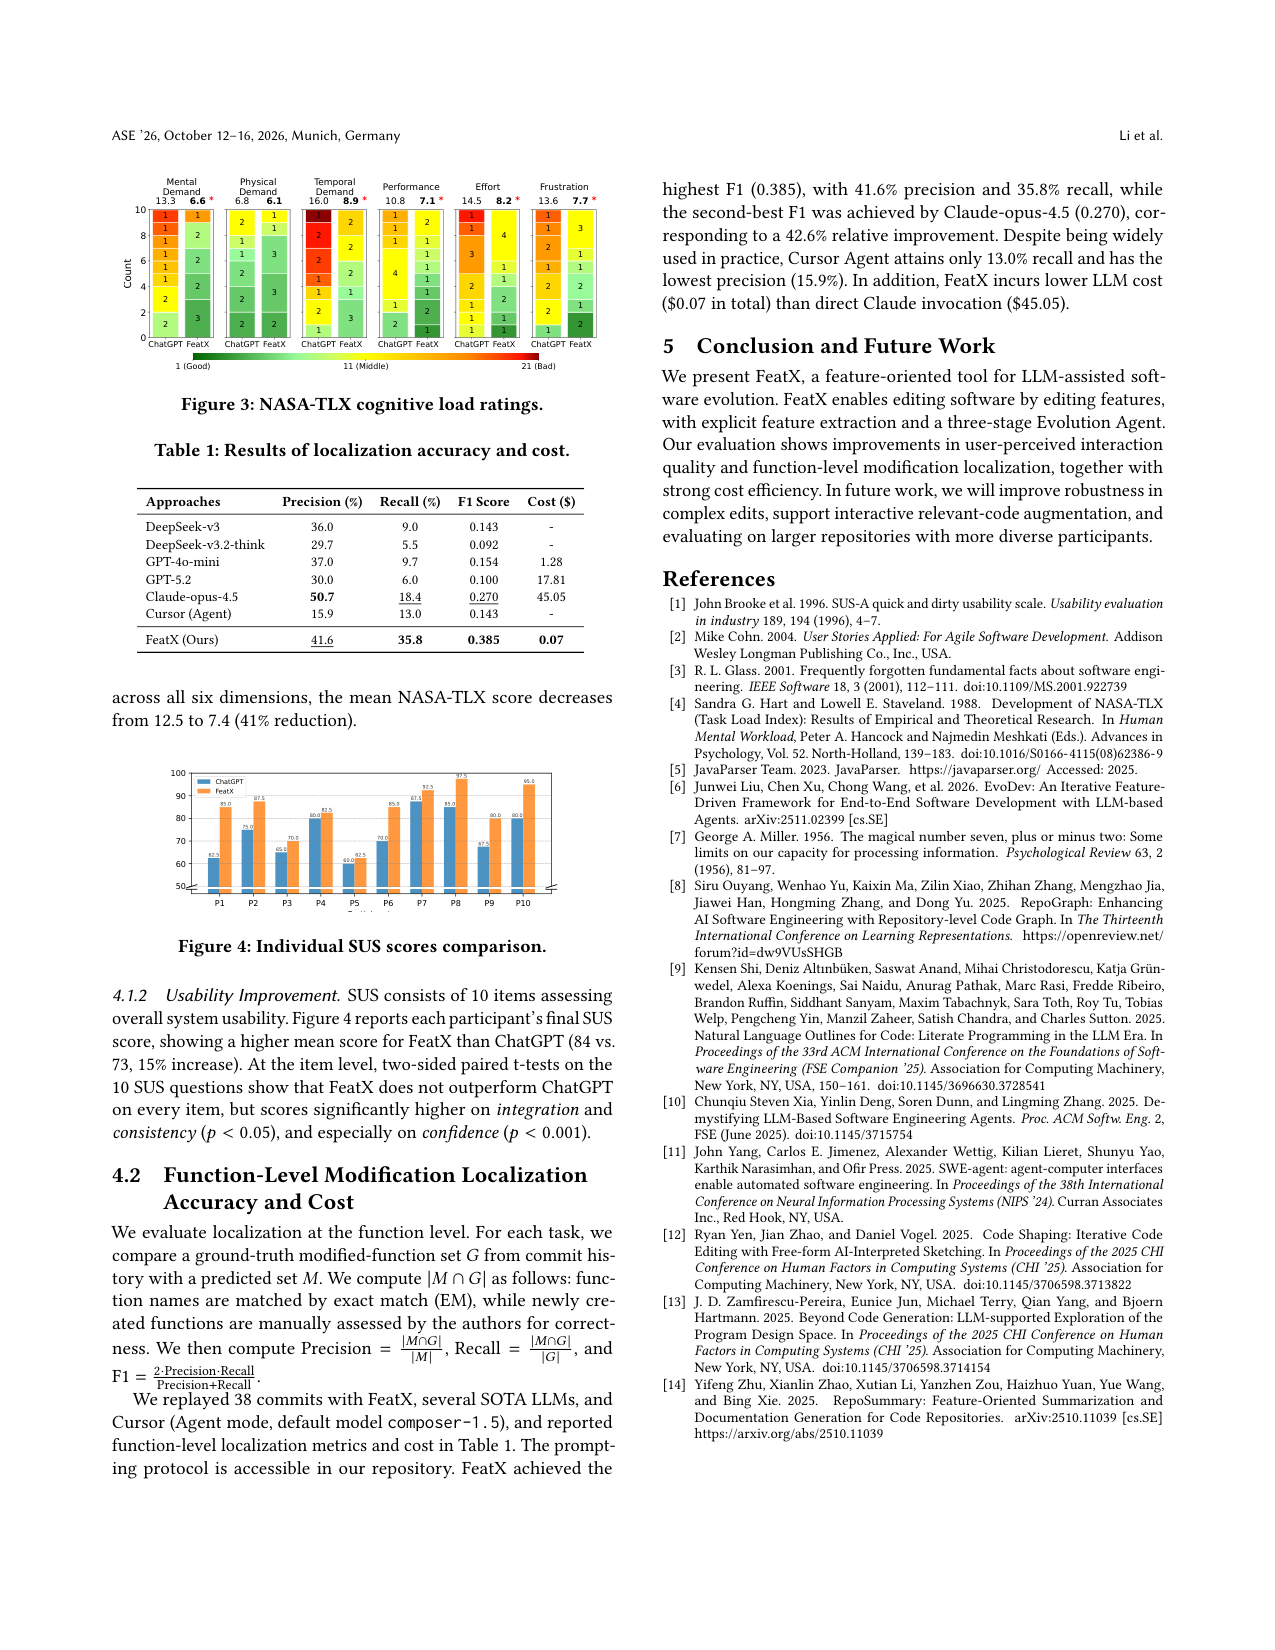 ASE ’26, October 12–16, 2026, Munich, Germany
Li et al.
Mental Demand
Physical Demand
Temporal Demand
Performance
Effort
Frustration
13.3 6.6 *
6.8 6.1
16.0 8.9 *
10.8 7.1 *
14.5 8.2 *
13.6 7.7 *
Count
10
8
6
4
2
0
ChatGPT FeatX
ChatGPT FeatX
ChatGPT FeatX
ChatGPT FeatX
ChatGPT FeatX
ChatGPT FeatX
1 (Good) 11 (Middle) 21 (Bad)
Figure 3: NASA-TLX cognitive load ratings.
Table 1: Results of localization accuracy and cost.
Approaches Precision (%) Recall (%) F1 Score Cost ($)
DeepSeek-v3 36.0 9.0 0.143 -
DeepSeek-v3.2-think 29.7 5.5 0.092 -
GPT-4o-mini 37.0 9.7 0.154 1.28
GPT-5.2 30.0 6.0 0.100 17.81
Claude-opus-4.5 50.7 18.4 0.270 45.05
Cursor (Agent) 15.9 13.0 0.143 -
FeatX (Ours) 41.6 35.8 0.385 0.07
across all six dimensions, the mean NASA-TLX score decreases
from 12.5 to 7.4 (41% reduction).
ChatGPT
FeatX
100
90
80
70
60
50
62.5 85.0 75.0 87.5 65.0 70.0 80.0 82.5 60.0 62.5 70.0 85.0 87.5 92.5 85.0 97.5 67.5 80.0 80.0 95.0
P1 P2 P3 P4 P5 P6 P7 P8 P9 P10
Figure 4: Individual SUS scores comparison.
4.1.2 Usability Improvement. SUS consists of 10 items assessing
overall system usability. Figure 4 reports each participant’s final SUS
score, showing a higher mean score for FeatX than ChatGPT (84 vs.
73, 15% increase). At the item level, two-sided paired t-tests on the
10 SUS questions show that FeatX does not outperform ChatGPT
on every item, but scores significantly higher on integration and
consistency (p < 0.05), and especially on confidence (p < 0.001).
4.2 Function-Level Modification Localization
Accuracy and Cost
We evaluate localization at the function level. For each task, we
compare a ground-truth modified-function set G from commit his-
tory with a predicted set M. We compute |M ∩ G| as follows: func-
tion names are matched by exact match (EM), while newly cre-
ated functions are manually assessed by the authors for correct-
ness. We then compute Precision = |M∩G| / |M|, Recall = |M∩G| / |G|, and
F1 = 2·Precision·Recall / Precision+Recall.
We replayed 38 commits with FeatX, several SOTA LLMs, and
Cursor (Agent mode, default model composer-1.5), and reported
function-level localization metrics and cost in Table 1. The prompt-
ing protocol is accessible in our repository. FeatX achieved the
highest F1 (0.385), with 41.6% precision and 35.8% recall, while
the second-best F1 was achieved by Claude-opus-4.5 (0.270), cor-
responding to a 42.6% relative improvement. Despite being widely
used in practice, Cursor Agent attains only 13.0% recall and has the
lowest precision (15.9%). In addition, FeatX incurs lower LLM cost
($0.07 in total) than direct Claude invocation ($45.05).
5 Conclusion and Future Work
We present FeatX, a feature-oriented tool for LLM-assisted soft-
ware evolution. FeatX enables editing software by editing features,
with explicit feature extraction and a three-stage Evolution Agent.
Our evaluation shows improvements in user-perceived interaction
quality and function-level modification localization, together with
strong cost efficiency. In future work, we will improve robustness in
complex edits, support interactive relevant-code augmentation, and
evaluating on larger repositories with more diverse participants.
References
[1] John Brooke et al. 1996. SUS-A quick and dirty usability scale. Usability evaluation
in industry 189, 194 (1996), 4–7.
[2] Mike Cohn. 2004. User Stories Applied: For Agile Software Development. Addison
Wesley Longman Publishing Co., Inc., USA.
[3] R. L. Glass. 2001. Frequently forgotten fundamental facts about software engi-
neering. IEEE Software 18, 3 (2001), 112–111. doi:10.1109/MS.2001.922739
[4] Sandra G. Hart and Lowell E. Staveland. 1988. Development of NASA-TLX
(Task Load Index): Results of Empirical and Theoretical Research. In Human
Mental Workload, Peter A. Hancock and Najmedin Meshkati (Eds.). Advances in
Psychology, Vol. 52. North-Holland, 139–183. doi:10.1016/S0166-4115(08)62386-9
[5] JavaParser Team. 2023. JavaParser. https://javaparser.org/ Accessed: 2025.
[6] Junwei Liu, Chen Xu, Chong Wang, et al. 2026. EvoDev: An Iterative Feature-
Driven Framework for End-to-End Software Development with LLM-based
Agents. arXiv:2511.02399 [cs.SE]
[7] George A. Miller. 1956. The magical number seven, plus or minus two: Some
limits on our capacity for processing information. Psychological Review 63, 2
(1956), 81–97.
[8] Siru Ouyang, Wenhao Yu, Kaixin Ma, Zilin Xiao, Zhihan Zhang, Mengzhao Jia,
Jiawei Han, Hongming Zhang, and Dong Yu. 2025. RepoGraph: Enhancing
AI Software Engineering with Repository-level Code Graph. In The Thirteenth
International Conference on Learning Representations. https://openreview.net/
forum?id=dw9VUsSHGB
[9] Kensen Shi, Deniz Altınbüken, Saswat Anand, Mihai Christodorescu, Katja Grün-
wedel, Alexa Koenings, Sai Naidu, Anurag Pathak, Marc Rasi, Fredde Ribeiro,
Brandon Ruffin, Siddhant Sanyam, Maxim Tabachnyk, Sara Toth, Roy Tu, Tobias
Welp, Pengcheng Yin, Manzil Zaheer, Satish Chandra, and Charles Sutton. 2025.
Natural Language Outlines for Code: Literate Programming in the LLM Era. In
Proceedings of the 33rd ACM International Conference on the Foundations of Soft-
ware Engineering (FSE Companion ’25). Association for Computing Machinery,
New York, NY, USA, 150–161. doi:10.1145/3696630.3728541
[10] Chunqiu Steven Xia, Yinlin Deng, Soren Dunn, and Lingming Zhang. 2025. De-
mystifying LLM-Based Software Engineering Agents. Proc. ACM Softw. Eng. 2,
FSE (June 2025). doi:10.1145/3715754
[11] John Yang, Carlos E. Jimenez, Alexander Wettig, Kilian Lieret, Shunyu Yao,
Karthik Narasimhan, and Ofir Press. 2025. SWE-agent: agent-computer interfaces
enable automated software engineering. In Proceedings of the 38th International
Conference on Neural Information Processing Systems (NIPS ’24). Curran Associates
Inc., Red Hook, NY, USA.
[12] Ryan Yen, Jian Zhao, and Daniel Vogel. 2025. Code Shaping: Iterative Code
Editing with Free-form AI-Interpreted Sketching. In Proceedings of the 2025 CHI
Conference on Human Factors in Computing Systems (CHI ’25). Association for
Computing Machinery, New York, NY, USA. doi:10.1145/3706598.3713822
[13] J. D. Zamfirescu-Pereira, Eunice Jun, Michael Terry, Qian Yang, and Bjoern
Hartmann. 2025. Beyond Code Generation: LLM-supported Exploration of the
Program Design Space. In Proceedings of the 2025 CHI Conference on Human
Factors in Computing Systems (CHI ’25). Association for Computing Machinery,
New York, NY, USA. doi:10.1145/3706598.3714154
[14] Yifeng Zhu, Xianlin Zhao, Xutian Li, Yanzhen Zou, Haizhuo Yuan, Yue Wang,
and Bing Xie. 2025. RepoSummary: Feature-Oriented Summarization and
Documentation Generation for Code Repositories. arXiv:2510.11039 [cs.SE]
https://arxiv.org/abs/2510.11039